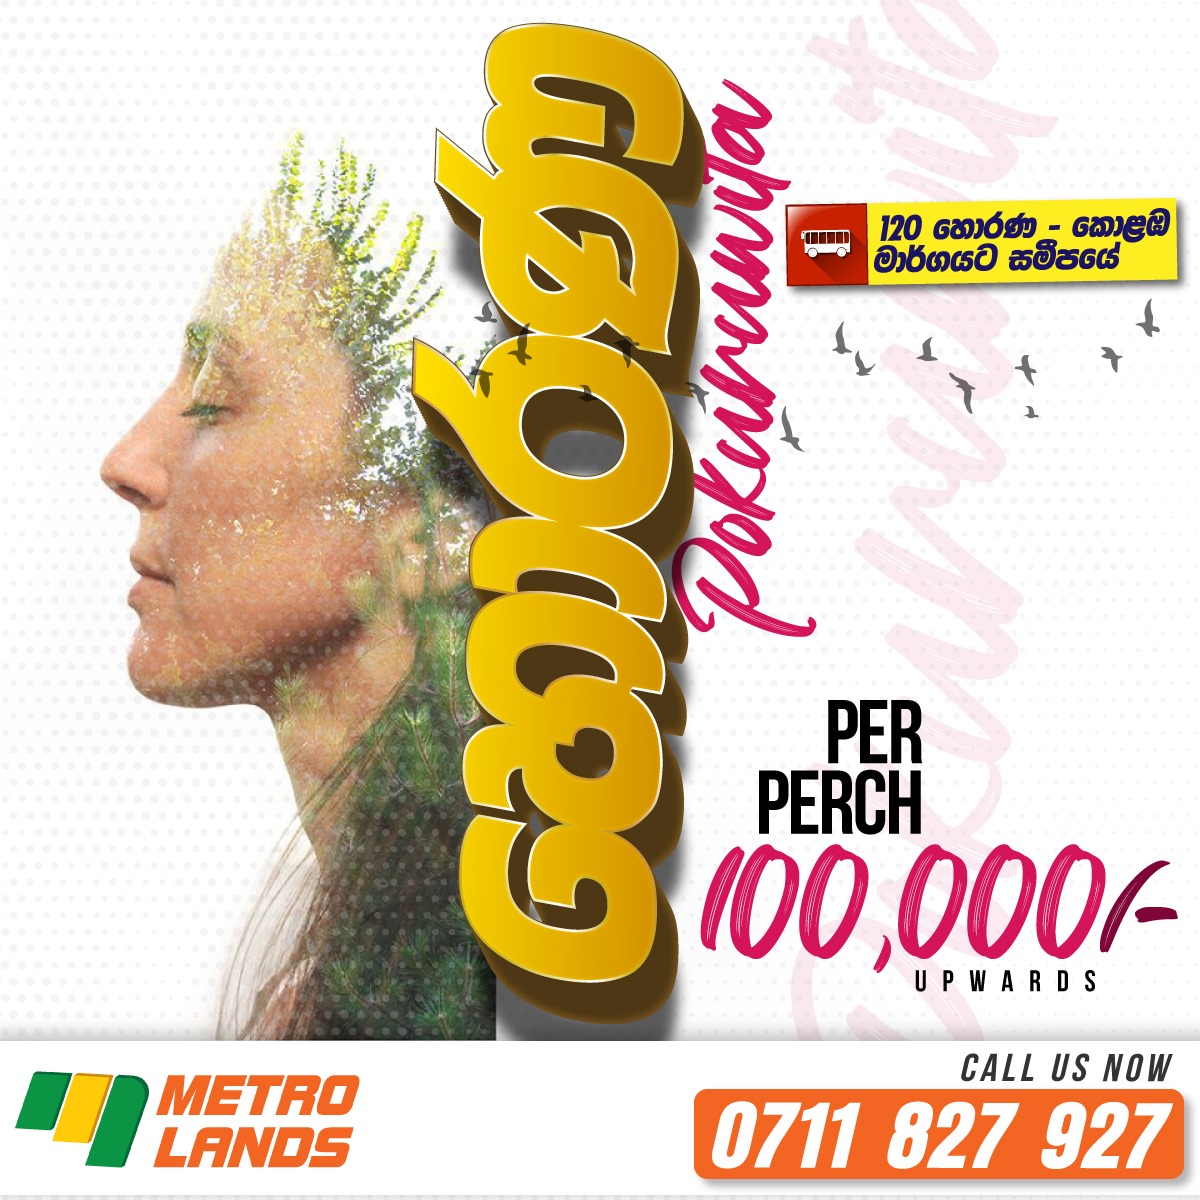 හොරණ
Pokunuwita
120 හොරණ - කොළඹ
මාර්ගයට සමීපයේ
PER
PERCH
100,000/-
UPWARDS
METRO
LANDS
CALL US NOW
0711 827 927